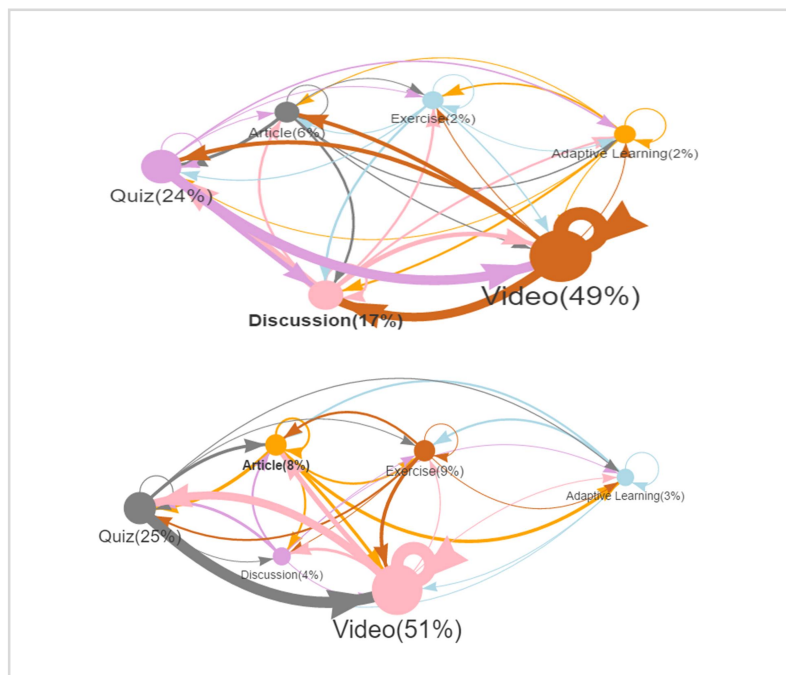 Exercise(2%)
Article(6%)
Adaptive Learning(2%)
Quiz(24%)
Video(49%)
Discussion(17%)
Article(8%)
Exercise(9%)
Adaptive Learning(3%)
Quiz(25%)
Discussion(4%)
Video(51%)